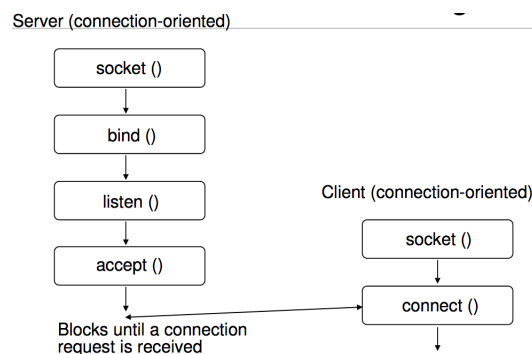 Server (connection-oriented)
socket ()
bind ()
listen ()
accept ()
Blocks until a connection
request is received
Client (connection-oriented)
socket ()
connect ()